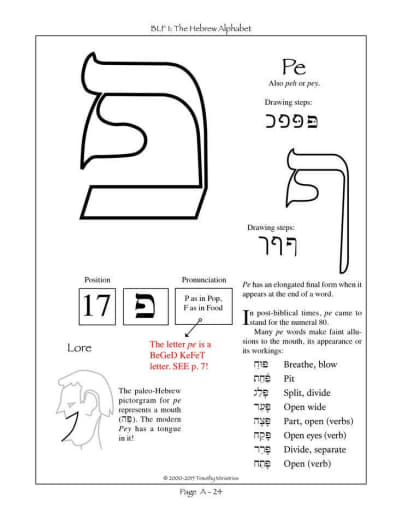 BLF I: The Hebrew Alphabet
Pe
Also peh or pey.
Drawing steps:
Drawing steps:
Pe has an elongated final form when it
appears at the end of a word.
Position
Pronunciation
17
פ
P as in Pop,
F as in Food
In post-biblical times, pe came to
stand for the numeral 80.
Many pe words make faint allu-
sions to the mouth, its appearance or
its workings:
The letter pe is a
BeGeD KeFeT
letter. SEE p. 7!
Lore
The paleo-Hebrew
pictorgram for pe
represents a mouth
(פֶּה). The modern
Pey has a tongue
in it!
פּוּחַ Breathe, blow
פַּחַת Pit
פָּלַג Split, divide
פָּעַר Open wide
פָּצָה Part, open (verbs)
פָּקַח Open eyes (verb)
פָּרַד Divide, separate
פָּתַח Open (verb)
© 2000-2015 Timothy Ministries
Page A - 24